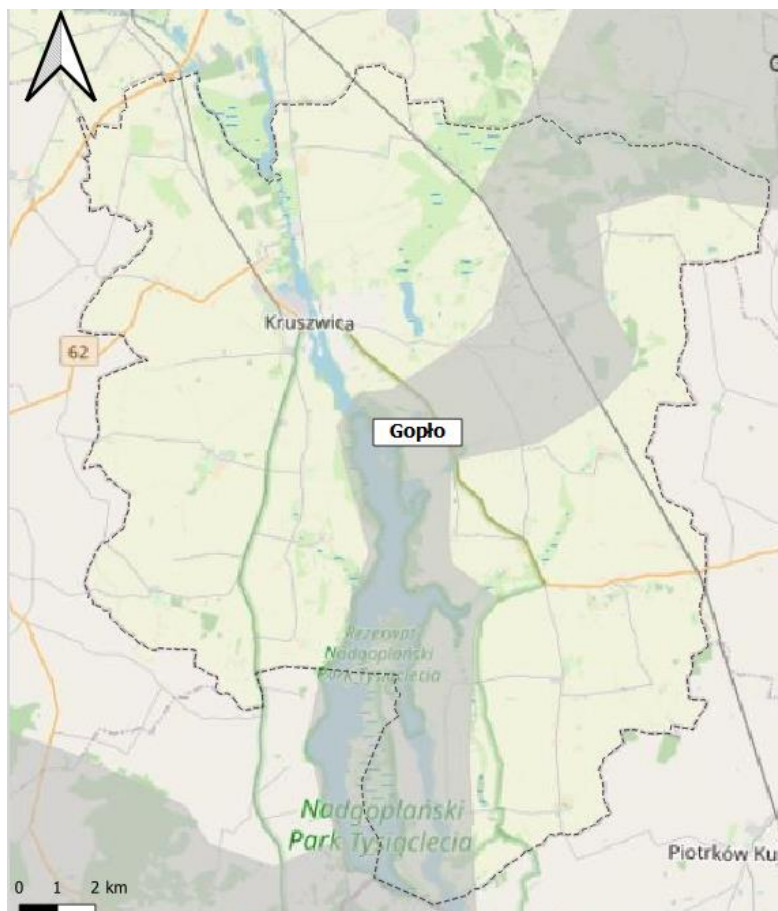 G
Kruszwica
62
Gopło
Rezerwat
Nadgoplański
Park Tysiąclecia
Nadgoplański
Park Tysiąclecia
Piotrków Ku
0 1 2 km